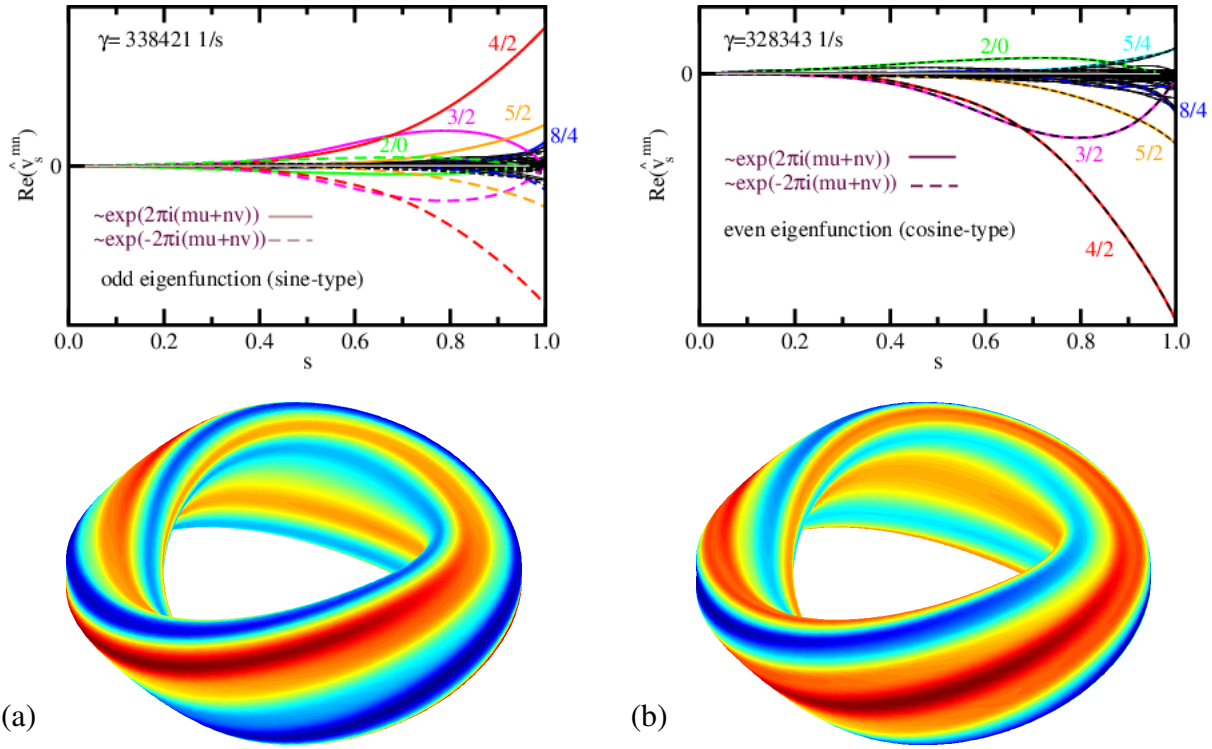 γ= 338421 1/s
4/2
3/2
5/2
2/0
8/4
0
Re(v̂ₛᵐⁿ)
~exp(2πi(mu+nv))
~exp(-2πi(mu+nv))
odd eigenfunction (sine-type)
0.0 0.2 0.4 0.6 0.8 1.0
s
γ=328343 1/s
2/0
5/4
0
8/4
3/2
5/2
Re(v̂ₛᵐⁿ)
~exp(2πi(mu+nv))
~exp(-2πi(mu+nv))
even eigenfunction (cosine-type)
4/2
0.0 0.2 0.4 0.6 0.8 1.0
s
(a)
(b)